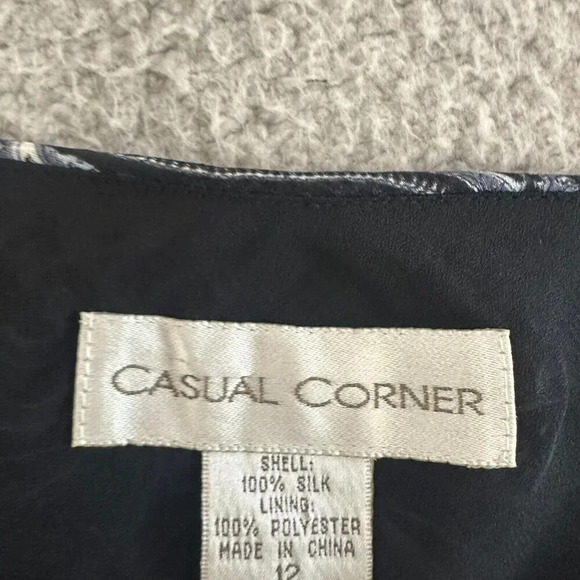 CASUAL CORNER
SHELL:
100% SILK
LINING:
100% POLYESTER
MADE IN CHINA
12